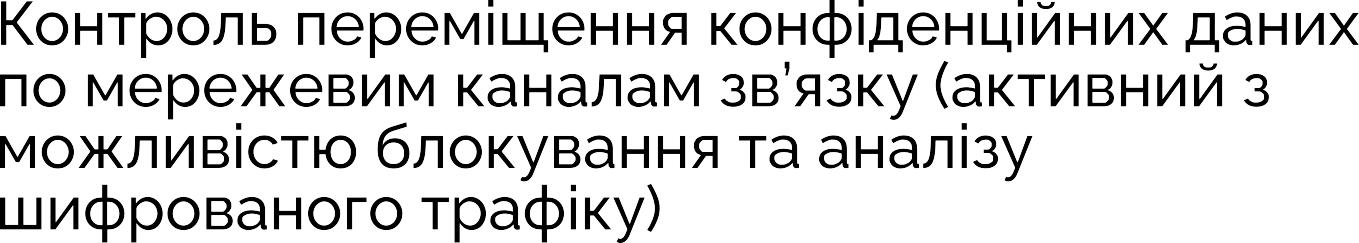 Контроль переміщення конфіденційних даних
по мережевим каналам зв’язку (активний з
можливістю блокування та аналізу
шифрованого трафіку)